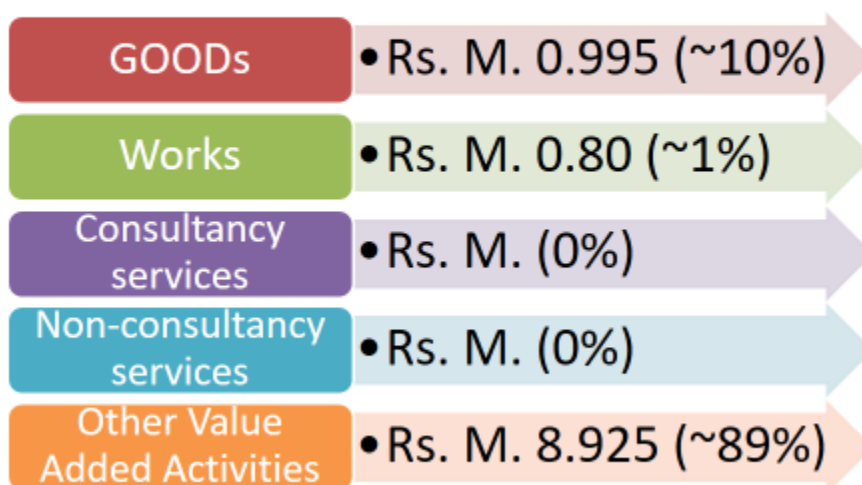 GOODs
• Rs. M. 0.995 (~10%)
Works
• Rs. M. 0.80 (~1%)
Consultancy
services
• Rs. M. (0%)
Non-consultancy
services
• Rs. M. (0%)
Other Value
Added Activities
• Rs. M. 8.925 (~89%)